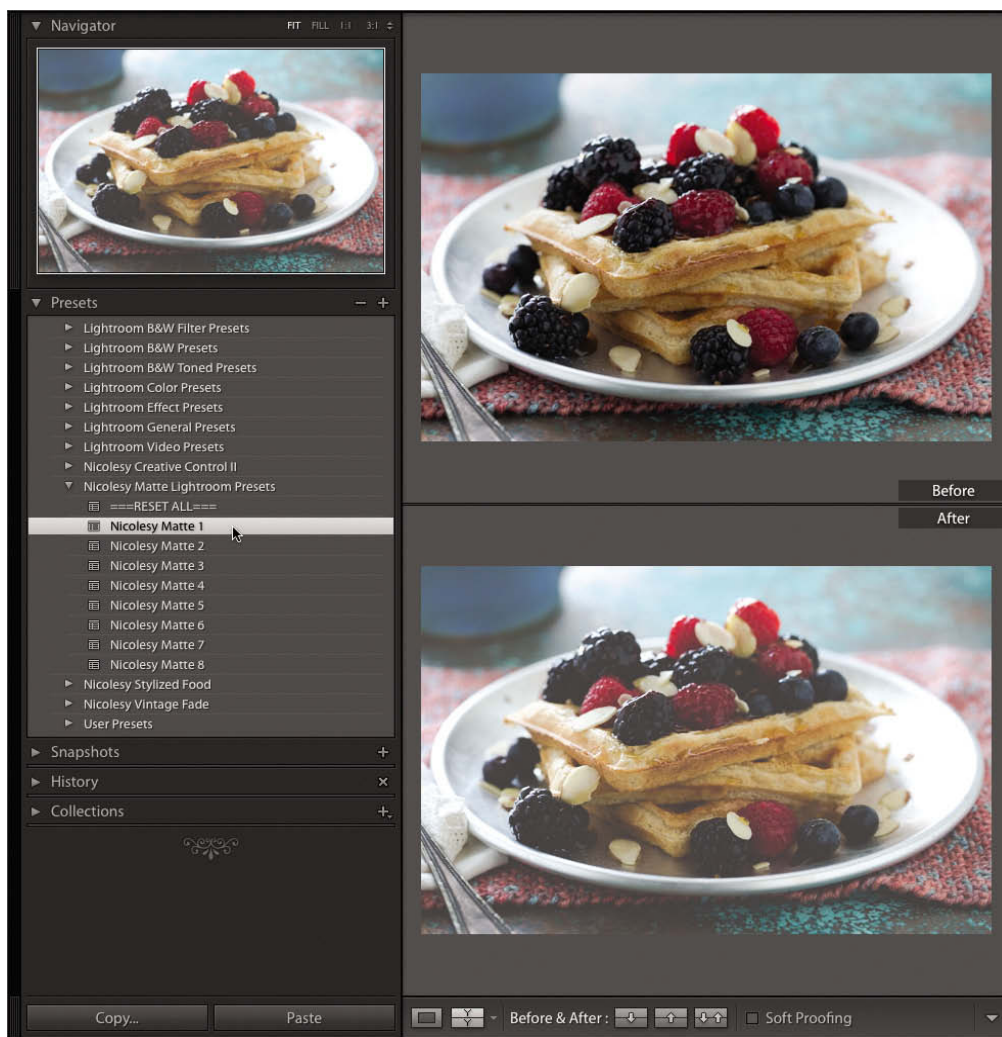 Navigator FIT FILL 1:1 3:1
Presets
Lightroom B&W Filter Presets
Lightroom B&W Presets
Lightroom B&W Toned Presets
Lightroom Color Presets
Lightroom Effect Presets
Lightroom General Presets
Lightroom Video Presets
Nicolesy Creative Control II
Nicolesy Matte Lightroom Presets
===RESET ALL===
Nicolesy Matte 1
Nicolesy Matte 2
Nicolesy Matte 3
Nicolesy Matte 4
Nicolesy Matte 5
Nicolesy Matte 6
Nicolesy Matte 7
Nicolesy Matte 8
Nicolesy Stylized Food
Nicolesy Vintage Fade
User Presets
Snapshots
History
Collections
Copy...
Paste
Before
After
Before & After :
Soft Proofing